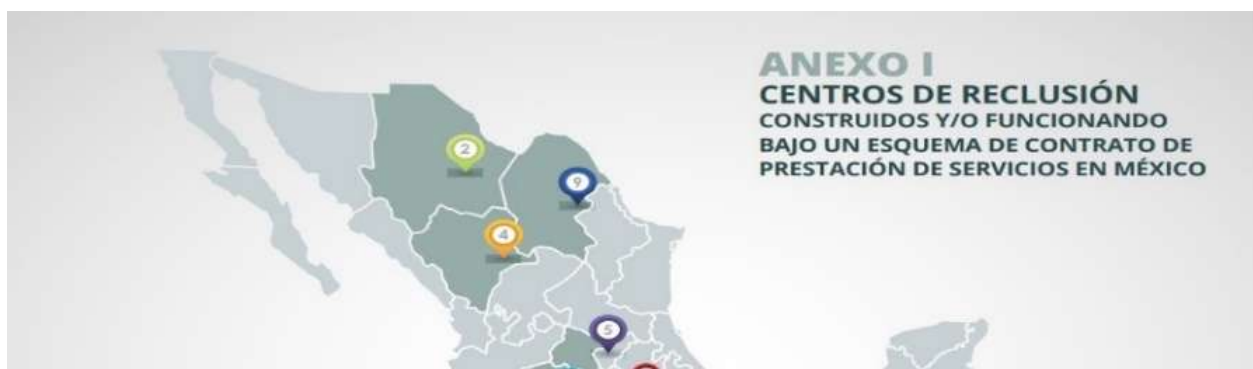 ANEXO I
CENTROS DE RECLUSIÓN
CONSTRUIDOS Y/O FUNCIONANDO
BAJO UN ESQUEMA DE CONTRATO DE
PRESTACIÓN DE SERVICIOS EN MÉXICO
2
9
4
5